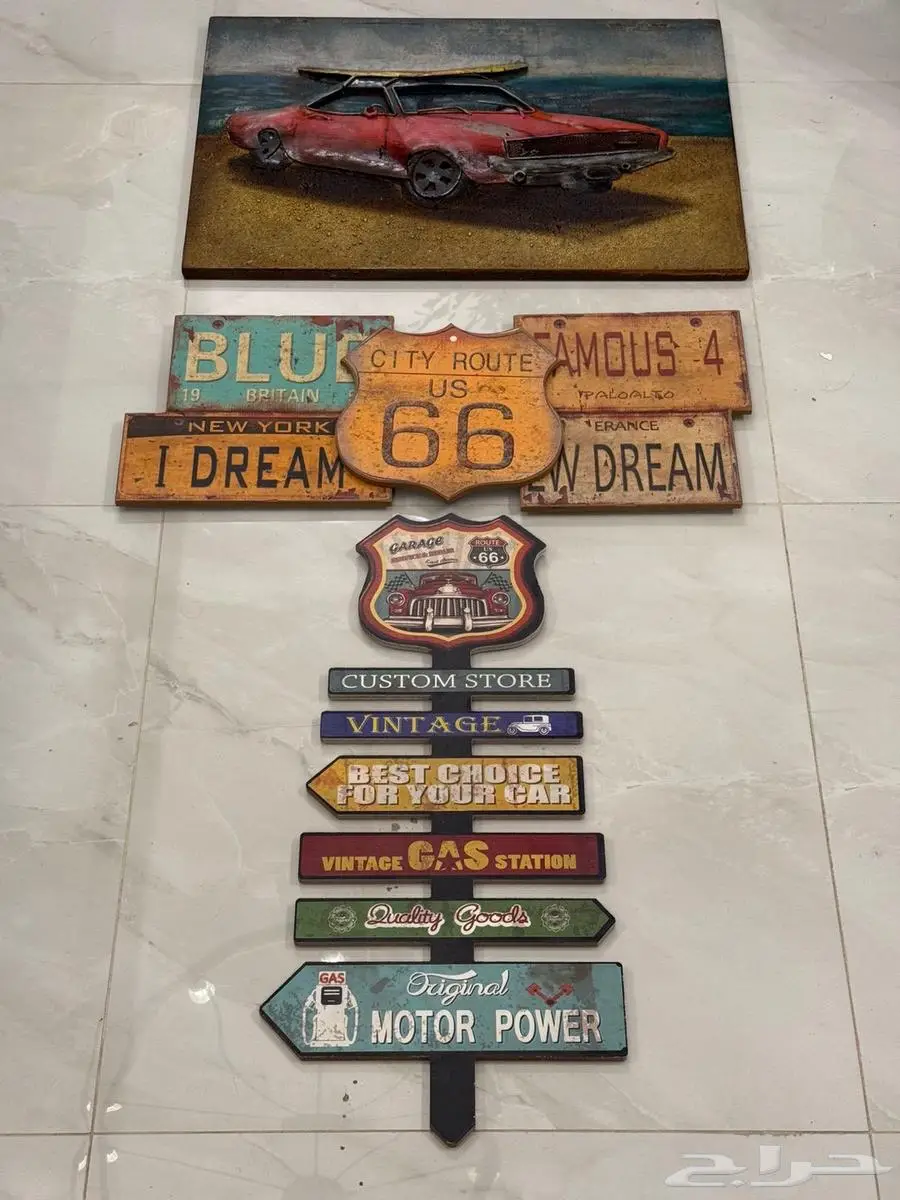 BLUE
19 BRITAIN
NEW YORK
I DREAM
CITY ROUTE
US
66
FAMOUS 4
PALOALTO
ERANCE
EW DREAM
GARAGE
ROUTE
US
66
CUSTOM STORE
VINTAGE
BEST CHOICE
FOR YOUR CAR
VINTAGE GAS STATION
Quality Goods
GAS
Original
MOTOR POWER
حراج